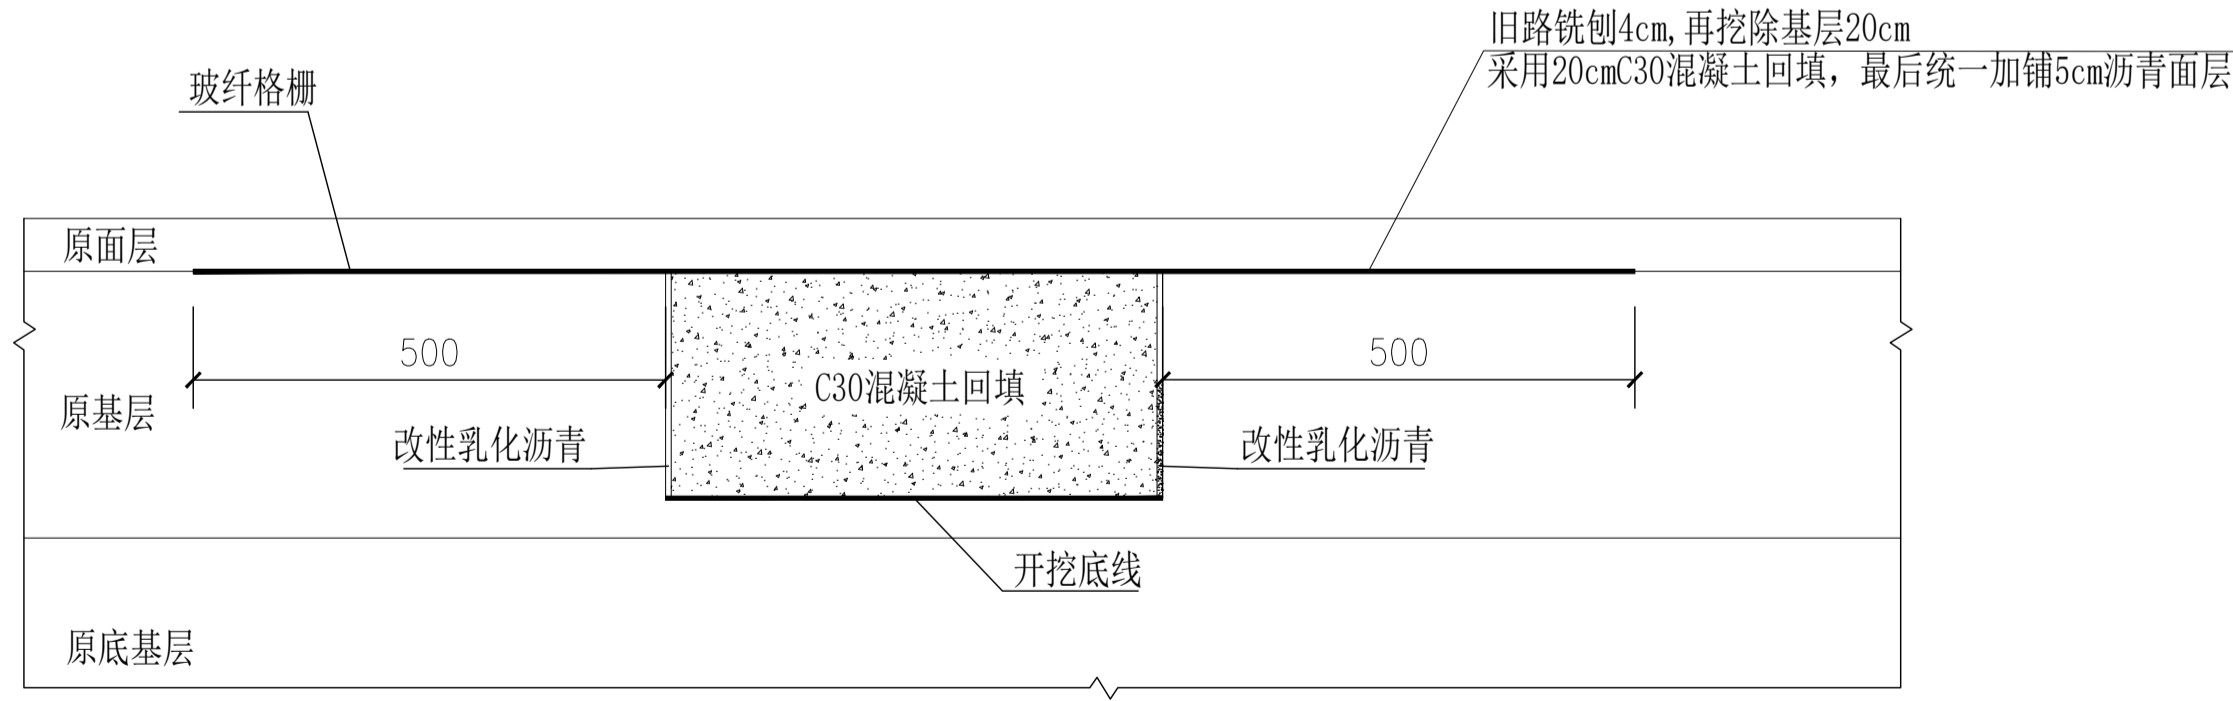 旧路铣刨4cm,再挖除基层20cm
采用20cmC30混凝土回填，最后统一加铺5cm沥青面层
玻纤格栅
原面层
500
500
C30混凝土回填
原基层
改性乳化沥青
改性乳化沥青
开挖底线
原底基层